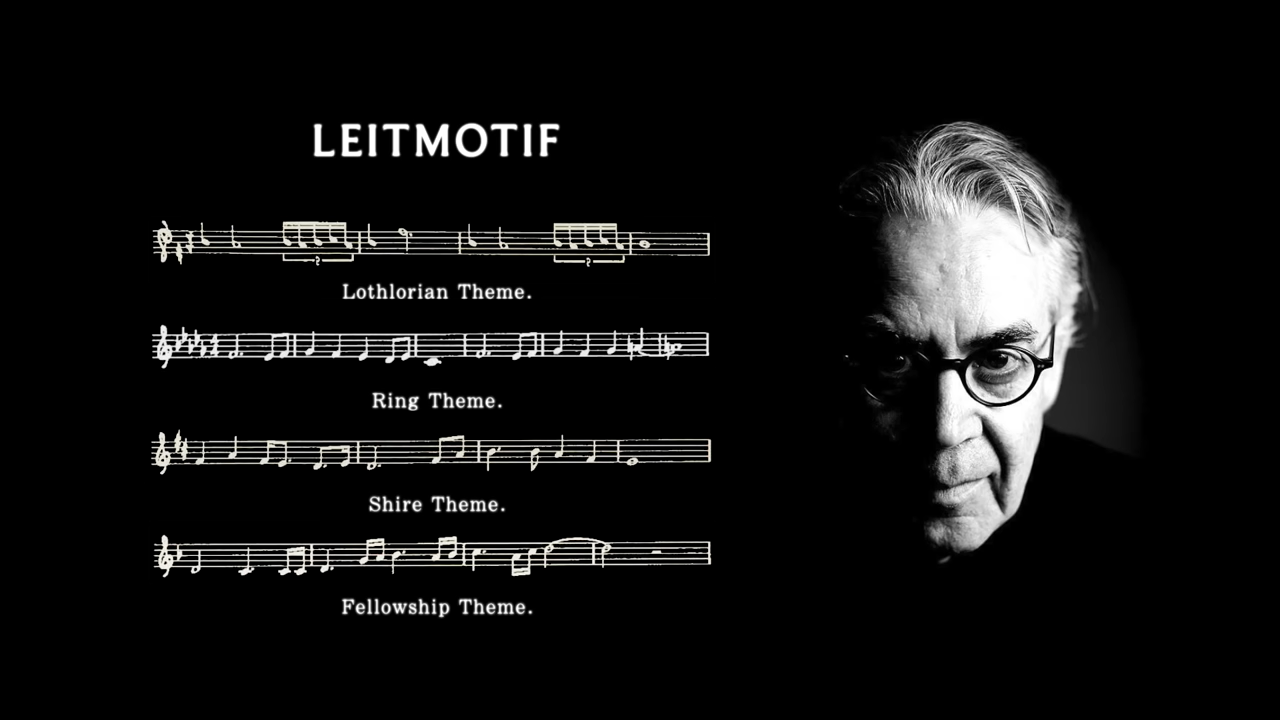 LEITMOTIF
Lothlorian Theme.
Ring Theme.
Shire Theme.
Fellowship Theme.